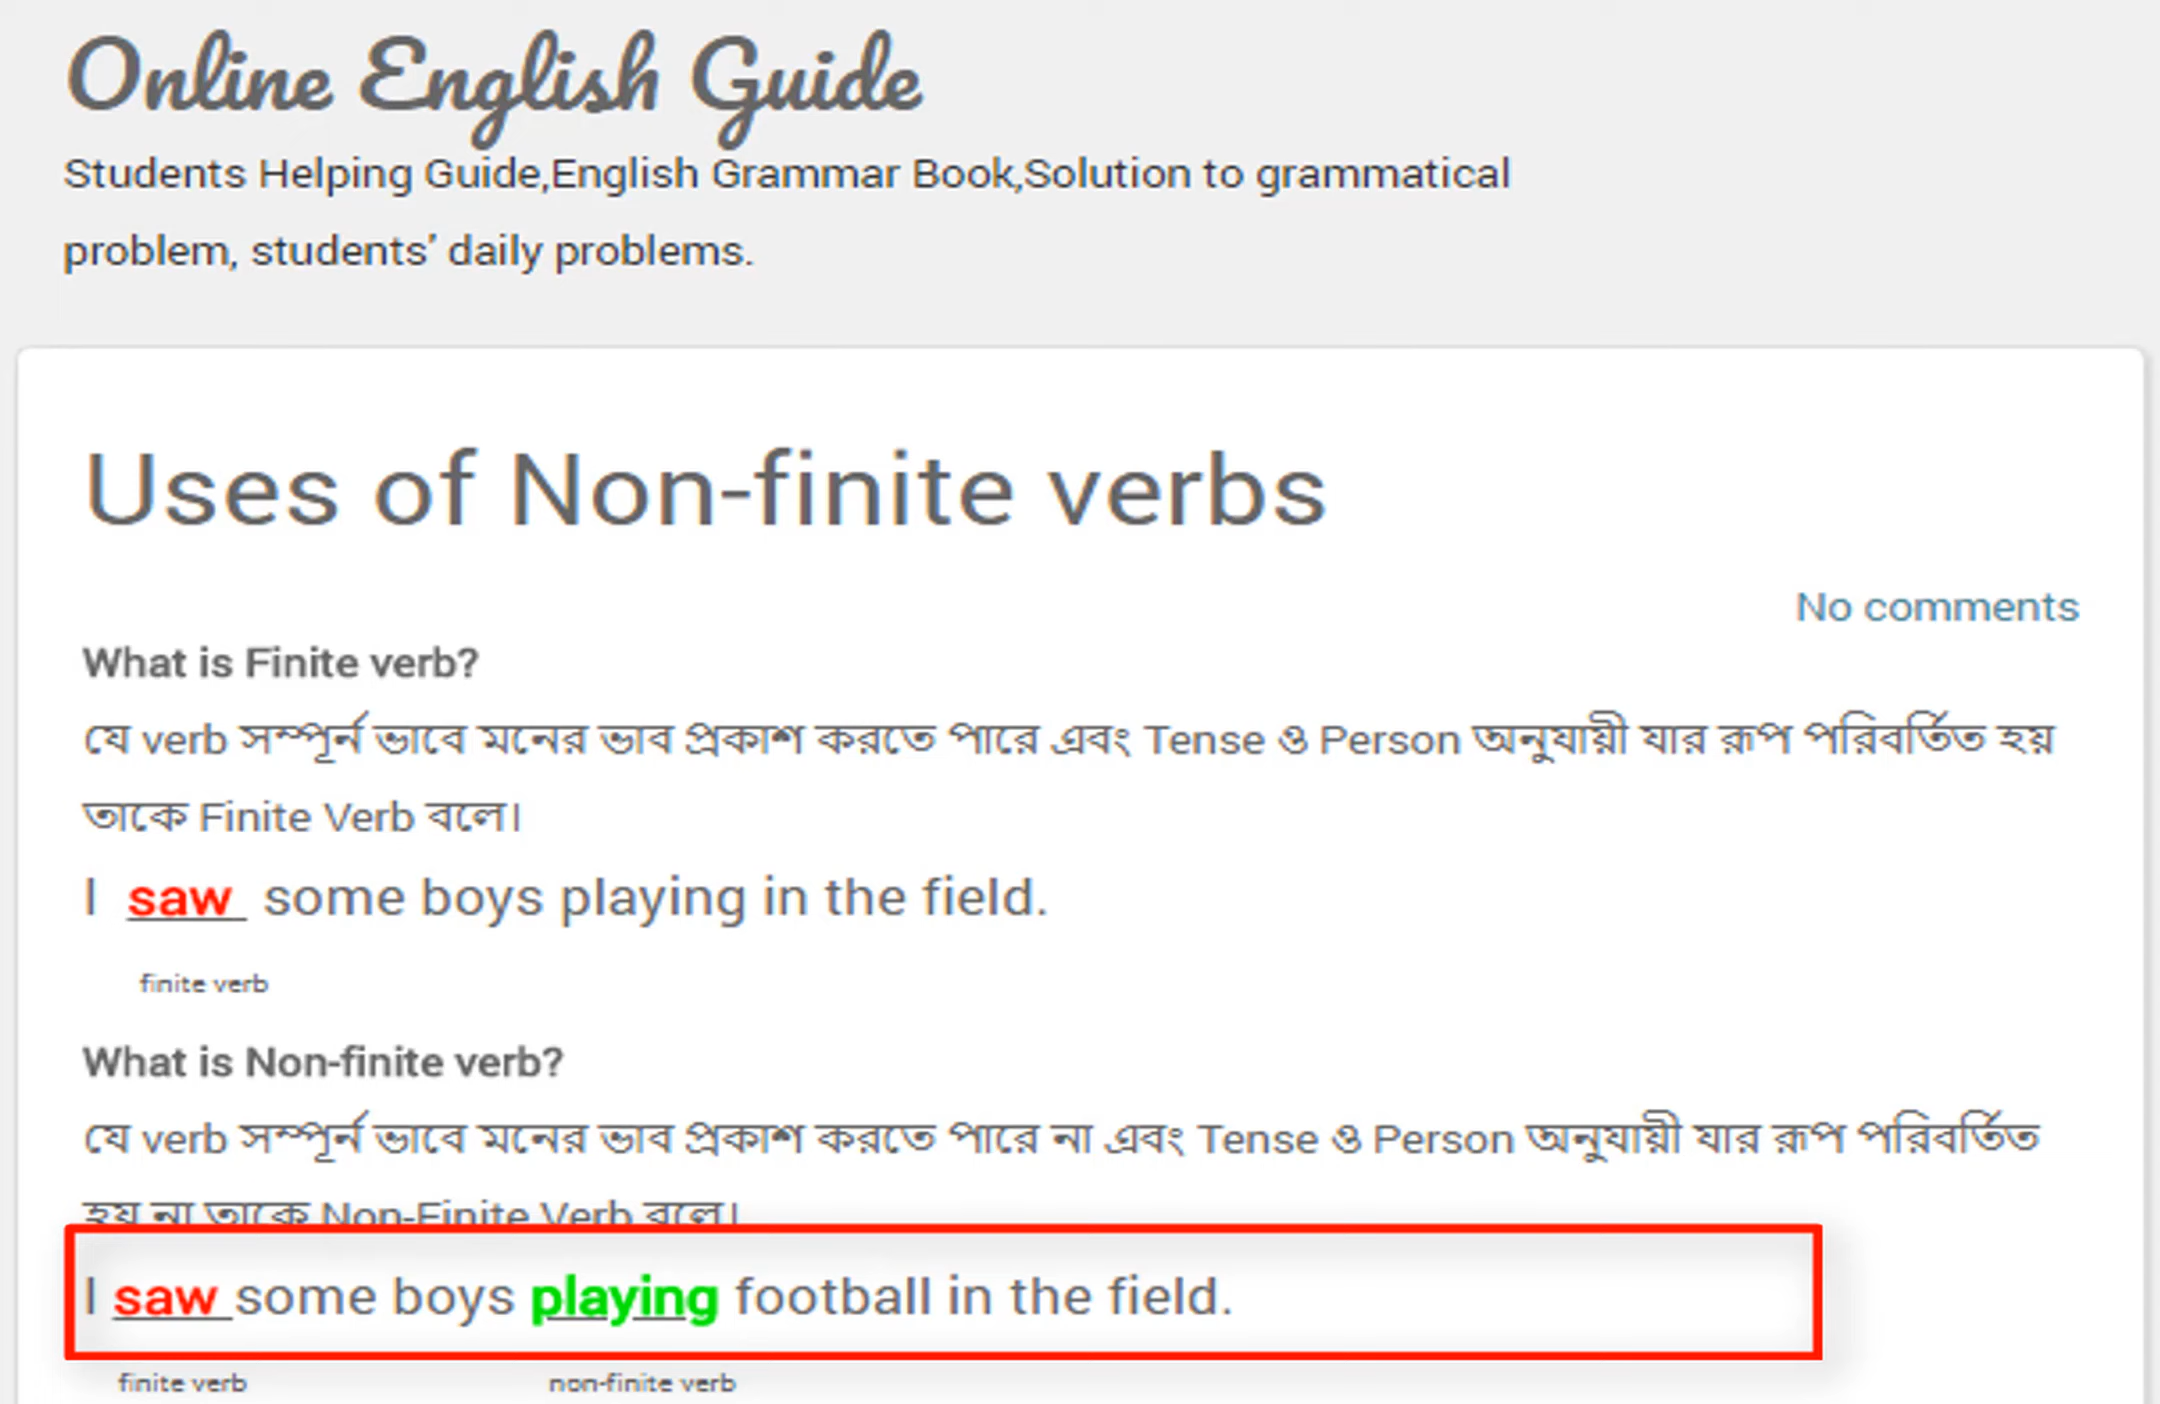 Online English Guide
Students Helping Guide,English Grammar Book,Solution to grammatical
problem, students’ daily problems.
Uses of Non-finite verbs
No comments
What is Finite verb?
যে verb সম্পূর্ন ভাবে মনের ভাব প্রকাশ করতে পারে এবং Tense ও Person অনুযায়ী যার রূপ পরিবর্তিত হয়
তাকে Finite Verb বলে।
I saw some boys playing in the field.
finite verb
What is Non-finite verb?
যে verb সম্পূর্ন ভাবে মনের ভাব প্রকাশ করতে পারে না এবং Tense ও Person অনুযায়ী যার রূপ পরিবর্তিত
হয় না তাকে Non-Finite Verb বলে।
I saw some boys playing football in the field.
finite verb non-finite verb